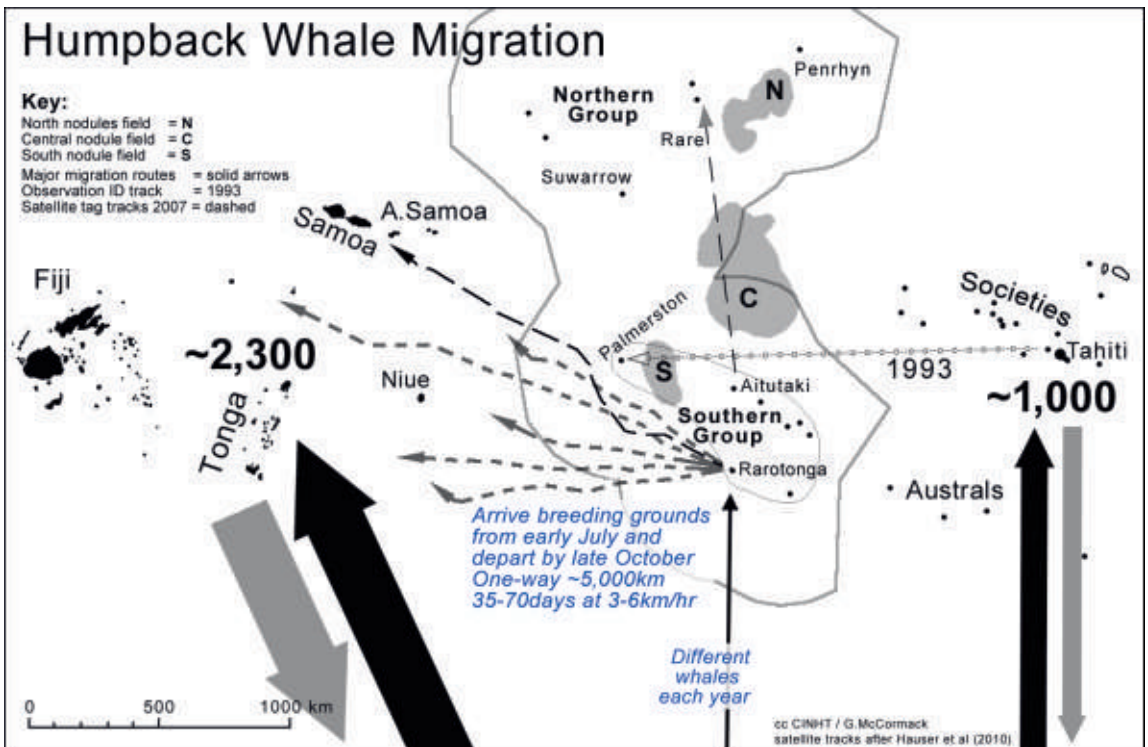 Humpback Whale Migration
Key:
North nodules field = N
Central nodule field = C
South nodule field = S
Major migration routes = solid arrows
Observation ID track = 1993
Satellite tag tracks 2007 = dashed
Northern
Group
Penrhyn
N
Rare
Suwarrow
A.Samoa
Samoa
Fiji
Societies
C
Palmerston
~2,300
S
Tahiti
1993
Niue
Aitutaki
~1,000
Tonga
Southern
Group
Rarotonga
Australs
Arrive breeding grounds
from early July and
depart by late October
One-way ~5,000km
35-70days at 3-6km/hr
Different
whales
each year
0 500 1000 km
cc CINHT / G.McCormack
satellite tracks after Hauser et al (2010)